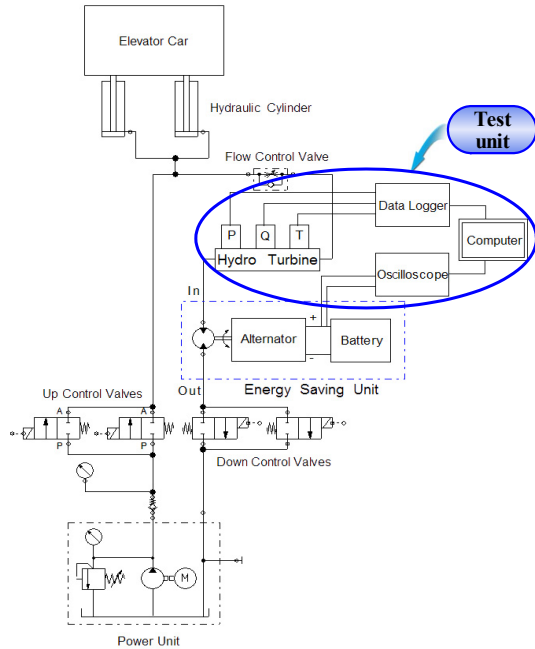 Elevator Car
Hydraulic Cylinder
Test
unit
Flow Control Valve
Data Logger
P Q T
Computer
Hydro Turbine
Oscilloscope
In
+
Alternator
Battery
-
Out
Energy Saving Unit
Up Control Valves
A A
P P
Down Control Valves
M
Power Unit